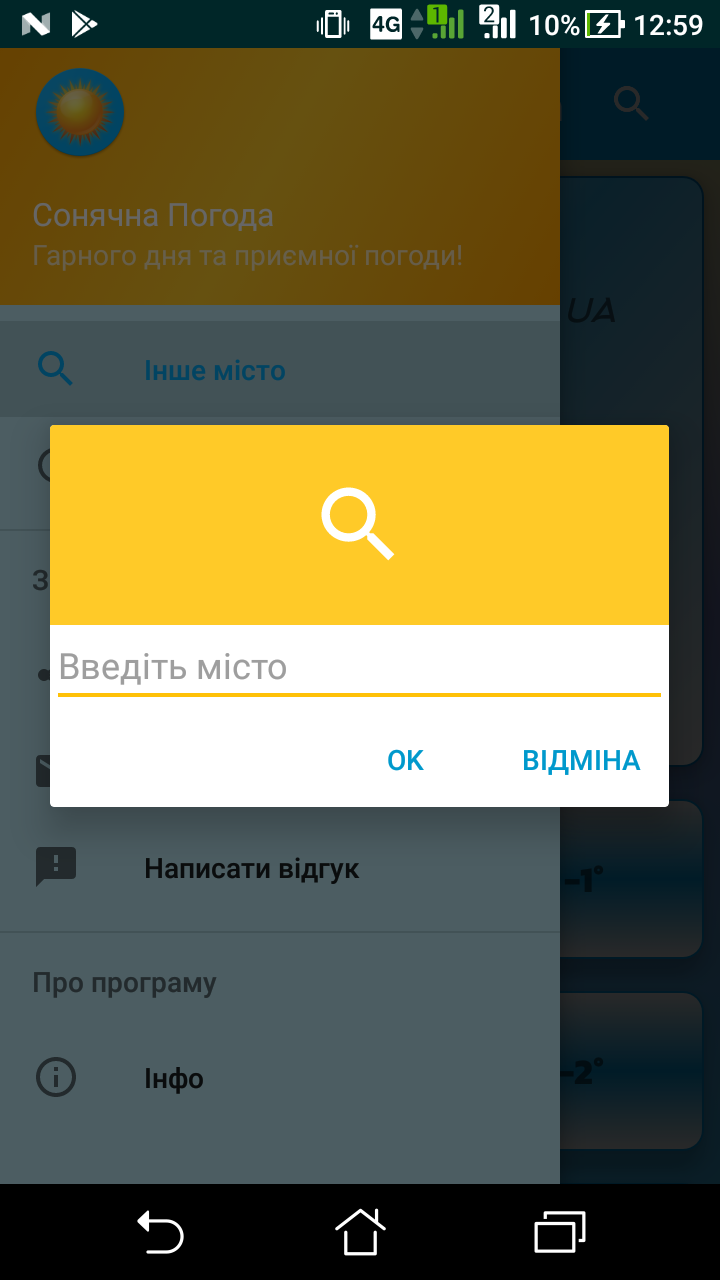 4G 1 2 10% 12:59
Сонячна Погода
Гарного дня та приємної погоди!
UA
Інше місто
З
Введіть місто
ОК ВІДМІНА
Написати відгук
-1°
Про програму
-2°
Інфо